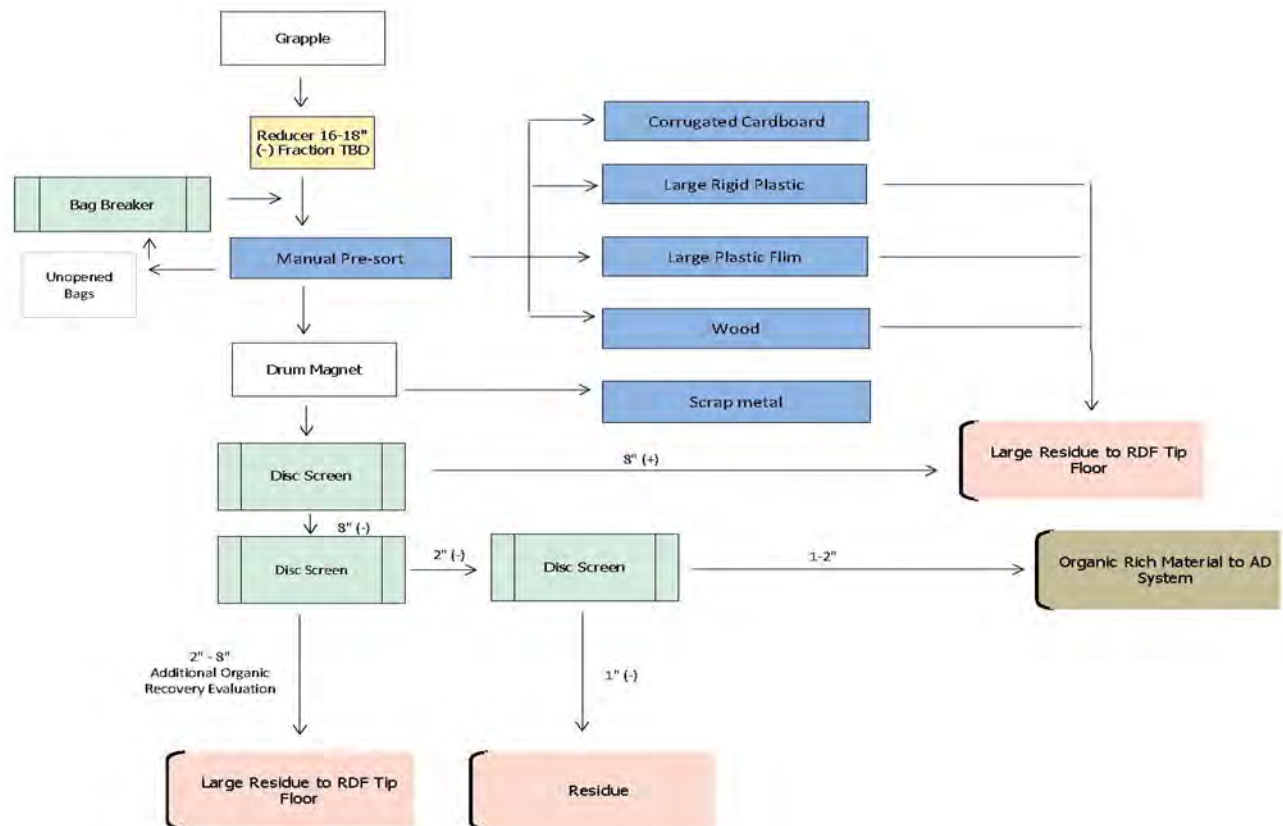 Grapple
Reducer 16-18"
(-) Fraction TBD
Corrugated Cardboard
Large Rigid Plastic
Bag Breaker
Manual Pre-sort
Large Plastic Flim
Unopened
Bags
Wood
Drum Magnet
Scrap metal
Disc Screen
8" (+)
Large Residue to RDF Tip
Floor
8" (-)
Disc Screen
2" (-)
Disc Screen
1-2"
Organic Rich Material to AD
System
2" - 8"
Additional Organic
Recovery Evaluation
1" (-)
Large Residue to RDF Tip
Floor
Residue